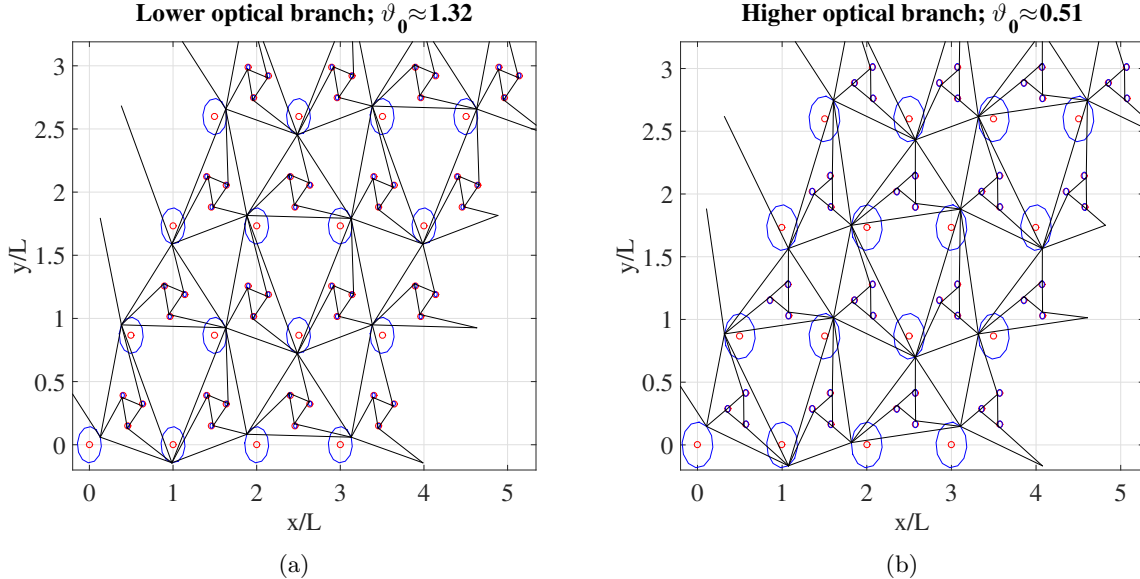 Lower optical branch; ϑ₀≈1.32
Higher optical branch; ϑ₀≈0.51
y/L
3
2.5
2
1.5
1
0.5
0
0 1 2 3 4 5
x/L
y/L
3
2.5
2
1.5
1
0.5
0
0 1 2 3 4 5
x/L
(a)
(b)